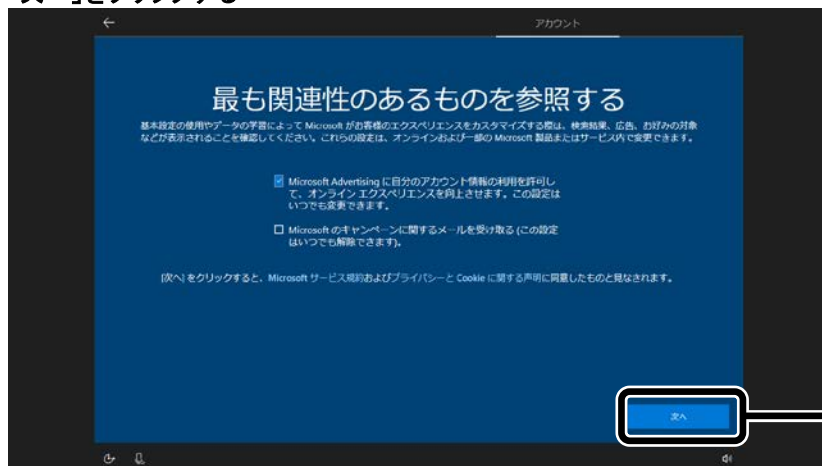 をクリックする
アカウント
最も関連性のあるものを参照する
基本設定の使用やデータの学習によって Microsoft がお客様のエクスペリエンスをカスタマイズする際は、検索結果、広告、お好みの対象
などが表示されることを確認してください。これらの設定は、オンラインおよび一部の Microsoft 製品またはサービス内で変更できます。
Microsoft Advertising に自分のアカウント情報の利用を許可し
て、オンライン エクスペリエンスを向上させます。この設定は
いつでも変更できます。
Microsoft のキャンペーンに関するメールを受け取る (この設定
はいつでも解除できます)。
[次へ] をクリックすると、Microsoft サービス規約およびプライバシーと Cookie に関する声明に同意したものと見なされます。
次へ